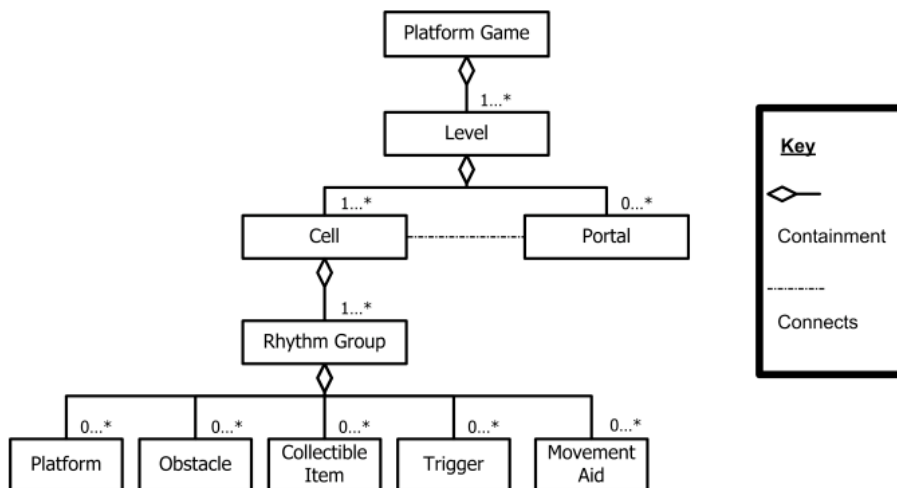 Platform Game
1...*
Level
1...*
0...*
Cell
Portal
1...*
Rhythm Group
0...*
0...*
0...*
0...*
0...*
Platform
Obstacle
Collectible
Item
Trigger
Movement
Aid
Key
Containment
Connects